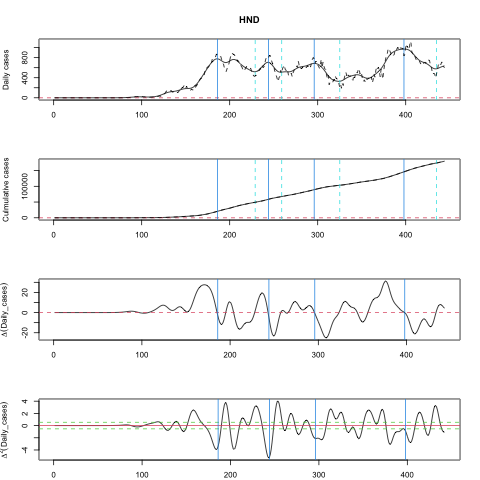 HND
Daily cases
0 400 800
0 100 200 300 400
Culmulative cases
0 100000
0 100 200 300 400
Δ(Daily_cases)
-20 0 20
0 100 200 300 400
Δ²(Daily_cases)
-4 0 2 4
0 100 200 300 400